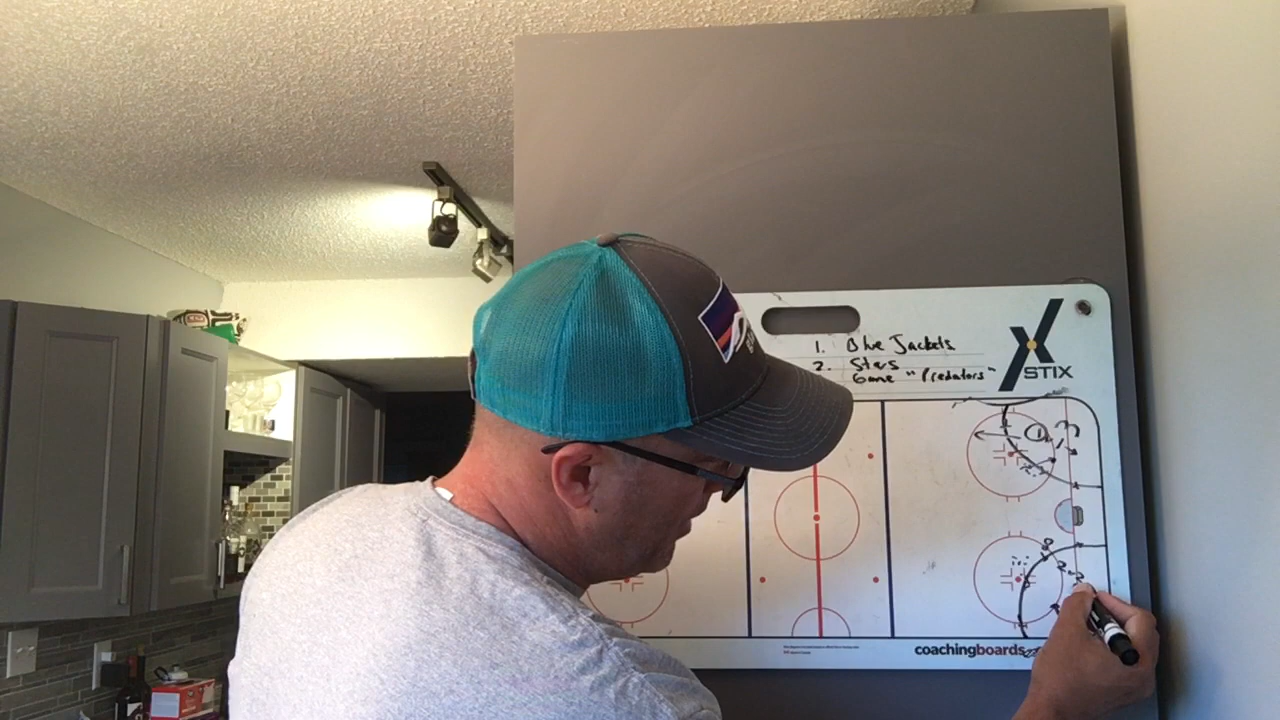 1. Blue Jackets
2. Stars
Game "Predators"
STIX
coachingboards